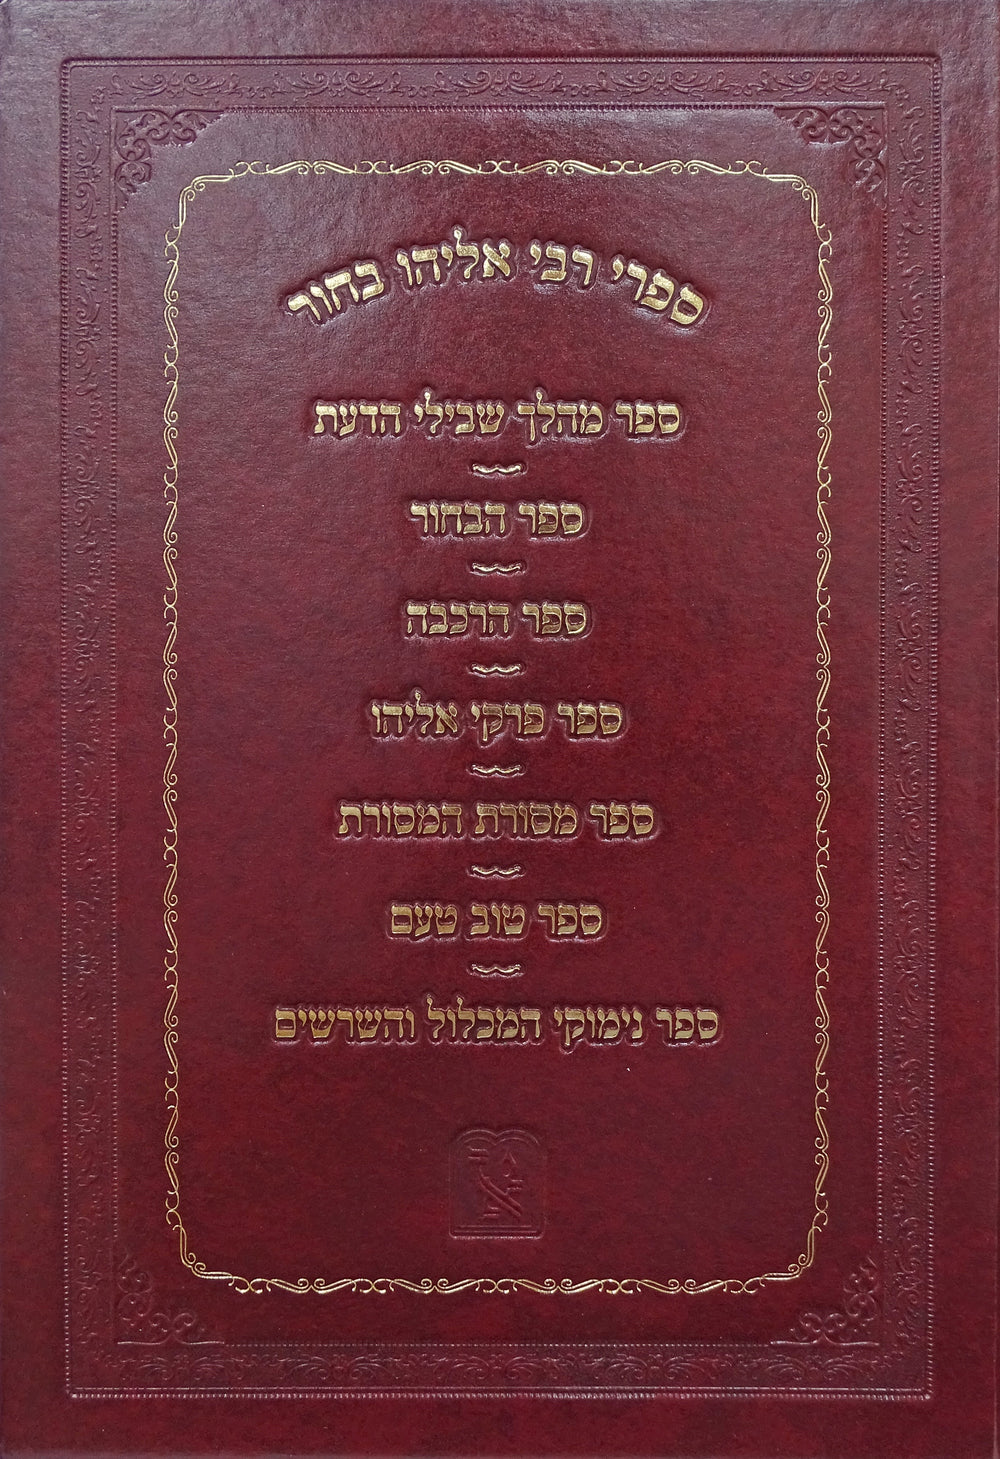 ספרי רבי אליהו בחור
ספר מהלך שבילי הדעת
ספר הבחור
ספר הרכבה
ספר פרקי אליהו
ספר מסורת המסורת
ספר טוב טעם
ספר נימוקי המכלול והשרשים